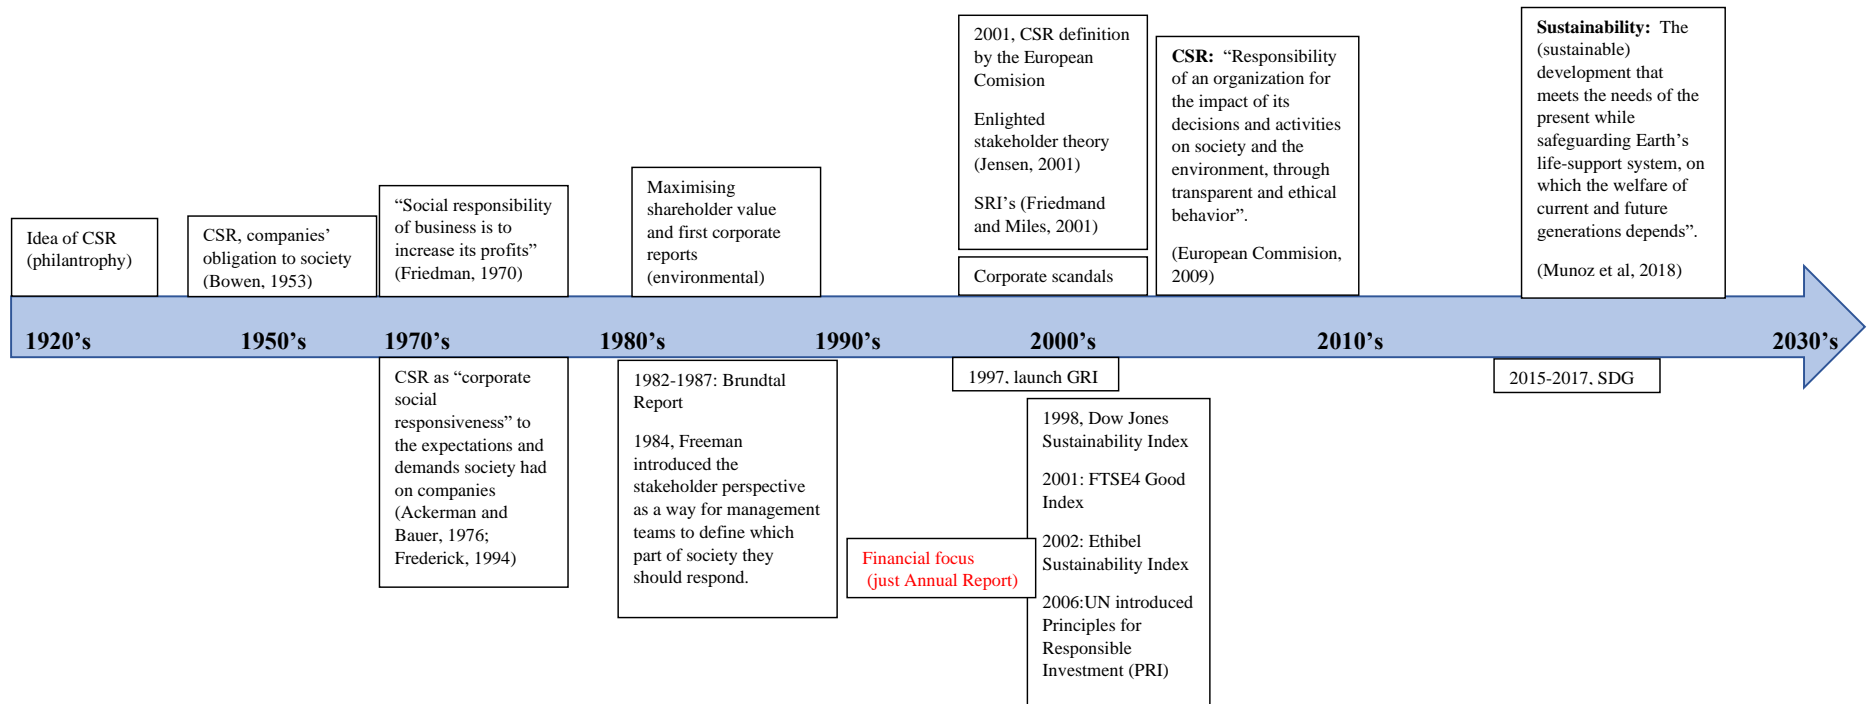 Idea of CSR
(philantrophy)
CSR, companies’
obligation to society
(Bowen, 1953)
“Social responsibility
of business is to
increase its profits”
(Friedman, 1970)
Maximising
shareholder value
and first corporate
reports
(environmental)
2001, CSR definition
by the European
Comision
Enlighted
stakeholder theory
(Jensen, 2001)
SRI’s (Friedmand
and Miles, 2001)
Corporate scandals
CSR: “Responsibility
of an organization for
the impact of its
decisions and activities
on society and the
environment, through
transparent and ethical
behavior”.
(European Commision,
2009)
Sustainability: The
(sustainable)
development that
meets the needs of the
present while
safeguarding Earth’s
life-support system, on
which the welfare of
current and future
generations depends”.
(Munoz et al, 2018)
1920’s
1950’s
1970’s
1980’s
1990’s
2000’s
2010’s
2030’s
CSR as “corporate
social
responsiveness” to
the expectations and
demands society had
on companies
(Ackerman and
Bauer, 1976;
Frederick, 1994)
1982-1987: Brundtal
Report
1984, Freeman
introduced the
stakeholder perspective
as a way for management
teams to define which
part of society they
should respond.
Financial focus
(just Annual Report)
1997, launch GRI
1998, Dow Jones
Sustainability Index
2001: FTSE4 Good
Index
2002: Ethibel
Sustainability Index
2006:UN introduced
Principles for
Responsible
Investment (PRI)
2015-2017, SDG